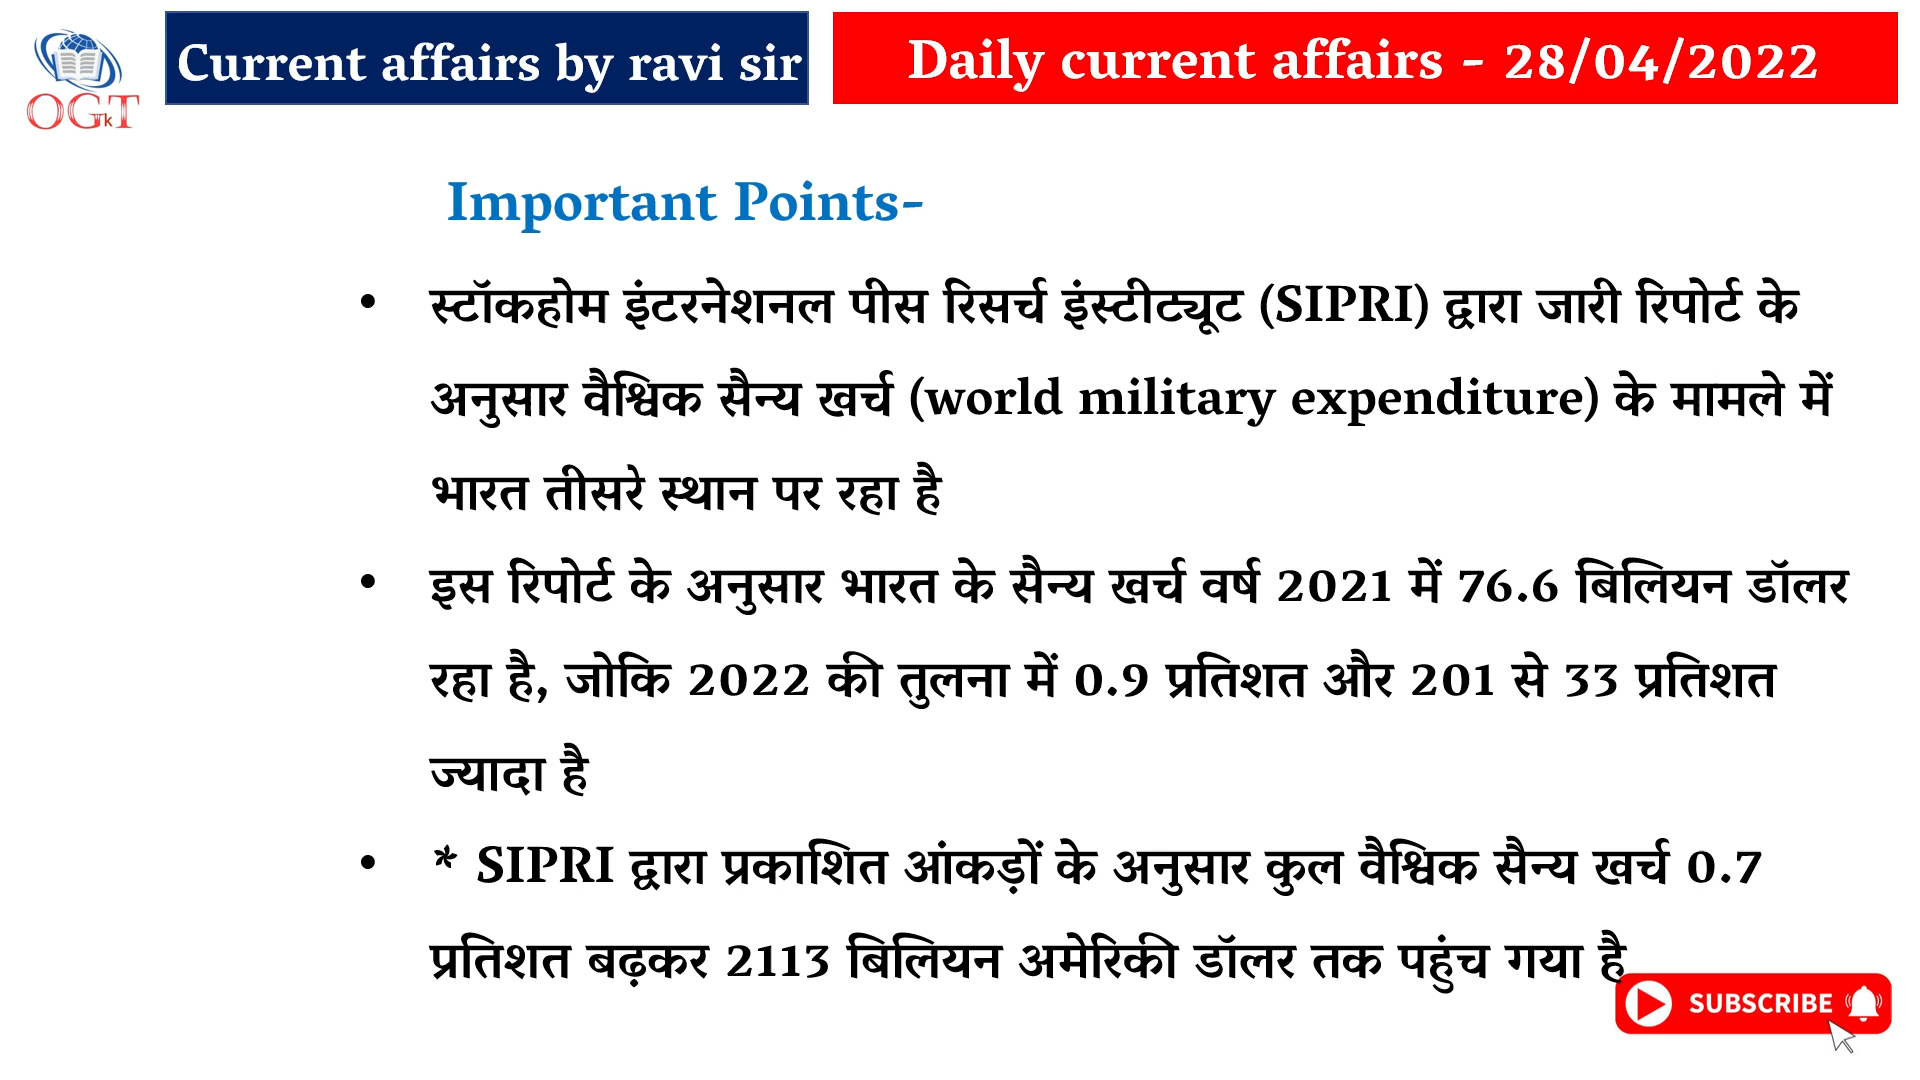 Current affairs by ravi sir
Daily current affairs - 28/04/2022
OGTk
Important Points-
• स्टॉकहोम इंटरनेशनल पीस रिसर्च इंस्टीट्यूट (SIPRI) द्वारा जारी रिपोर्ट के
अनुसार वैश्विक सैन्य खर्च (world military expenditure) के मामले में
भारत तीसरे स्थान पर रहा है
• इस रिपोर्ट के अनुसार भारत के सैन्य खर्च वर्ष 2021 में 76.6 बिलियन डॉलर
रहा है, जोकि 2022 की तुलना में 0.9 प्रतिशत और 201 से 33 प्रतिशत
ज्यादा है
• * SIPRI द्वारा प्रकाशित आंकड़ों के अनुसार कुल वैश्विक सैन्य खर्च 0.7
प्रतिशत बढ़कर 2113 बिलियन अमेरिकी डॉलर तक पहुंच गया है
SUBSCRIBE